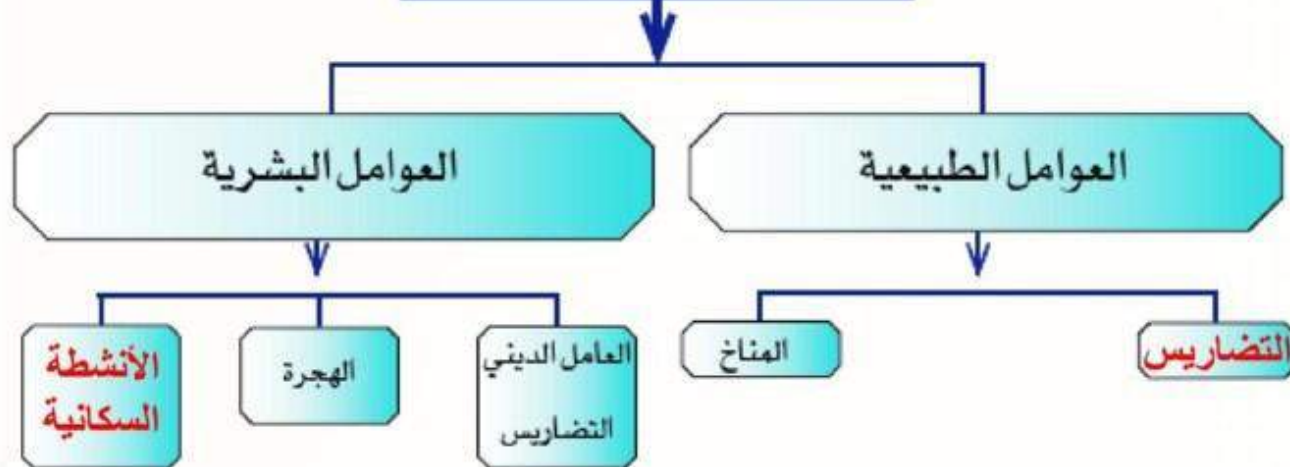 العوامل الطبيعية
العوامل البشرية
التضاريس
المناخ
العامل الديني
التضاريس
الهجرة
الأنشطة
السكانية